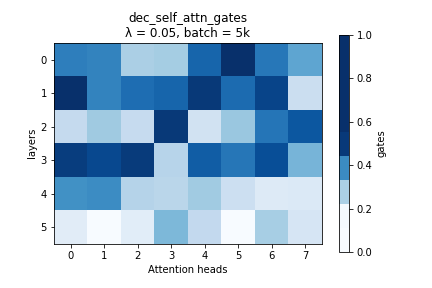 dec_self_attn_gates
λ = 0.05, batch = 5k
layers
0
1
2
3
4
5
0 1 2 3 4 5 6 7
Attention heads
1.0
0.8
0.6
0.4
0.2
0.0
gates